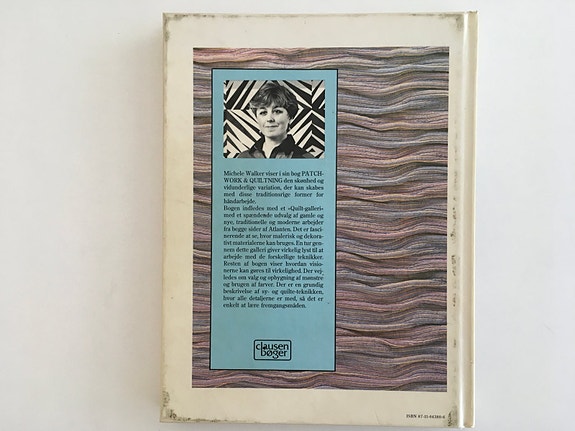 Michele Walker viser i sin bog PATCH-
WORK & QUILTNING den skønhed og
vidunderlige variation, der kan skabes
med disse traditionsrige former for
håndarbejde.
Bogen indledes med et »Quilt-galleri«
med et spændende udvalg af gamle og
nye, traditionelle og moderne arbejder
fra begge sider af Atlanten. Det er fasci-
nerende at se, hvor malerisk og dekora-
tivt materialerne kan bruges. En tur gen-
nem dette galleri giver virkelig lyst til at
arbejde med de forskellige teknikker.
Resten af bogen viser hvordan visio-
nerne kan gøres til virkelighed. Der vej-
ledes om valg og opbygning af mønstre
og brugen af farver. Der er en grundig
beskrivelse af sy- og quilte-teknikken,
hvor alle detaljerne er med, så det er
enkelt at lære fremgangsmåden.
clausen
bøger